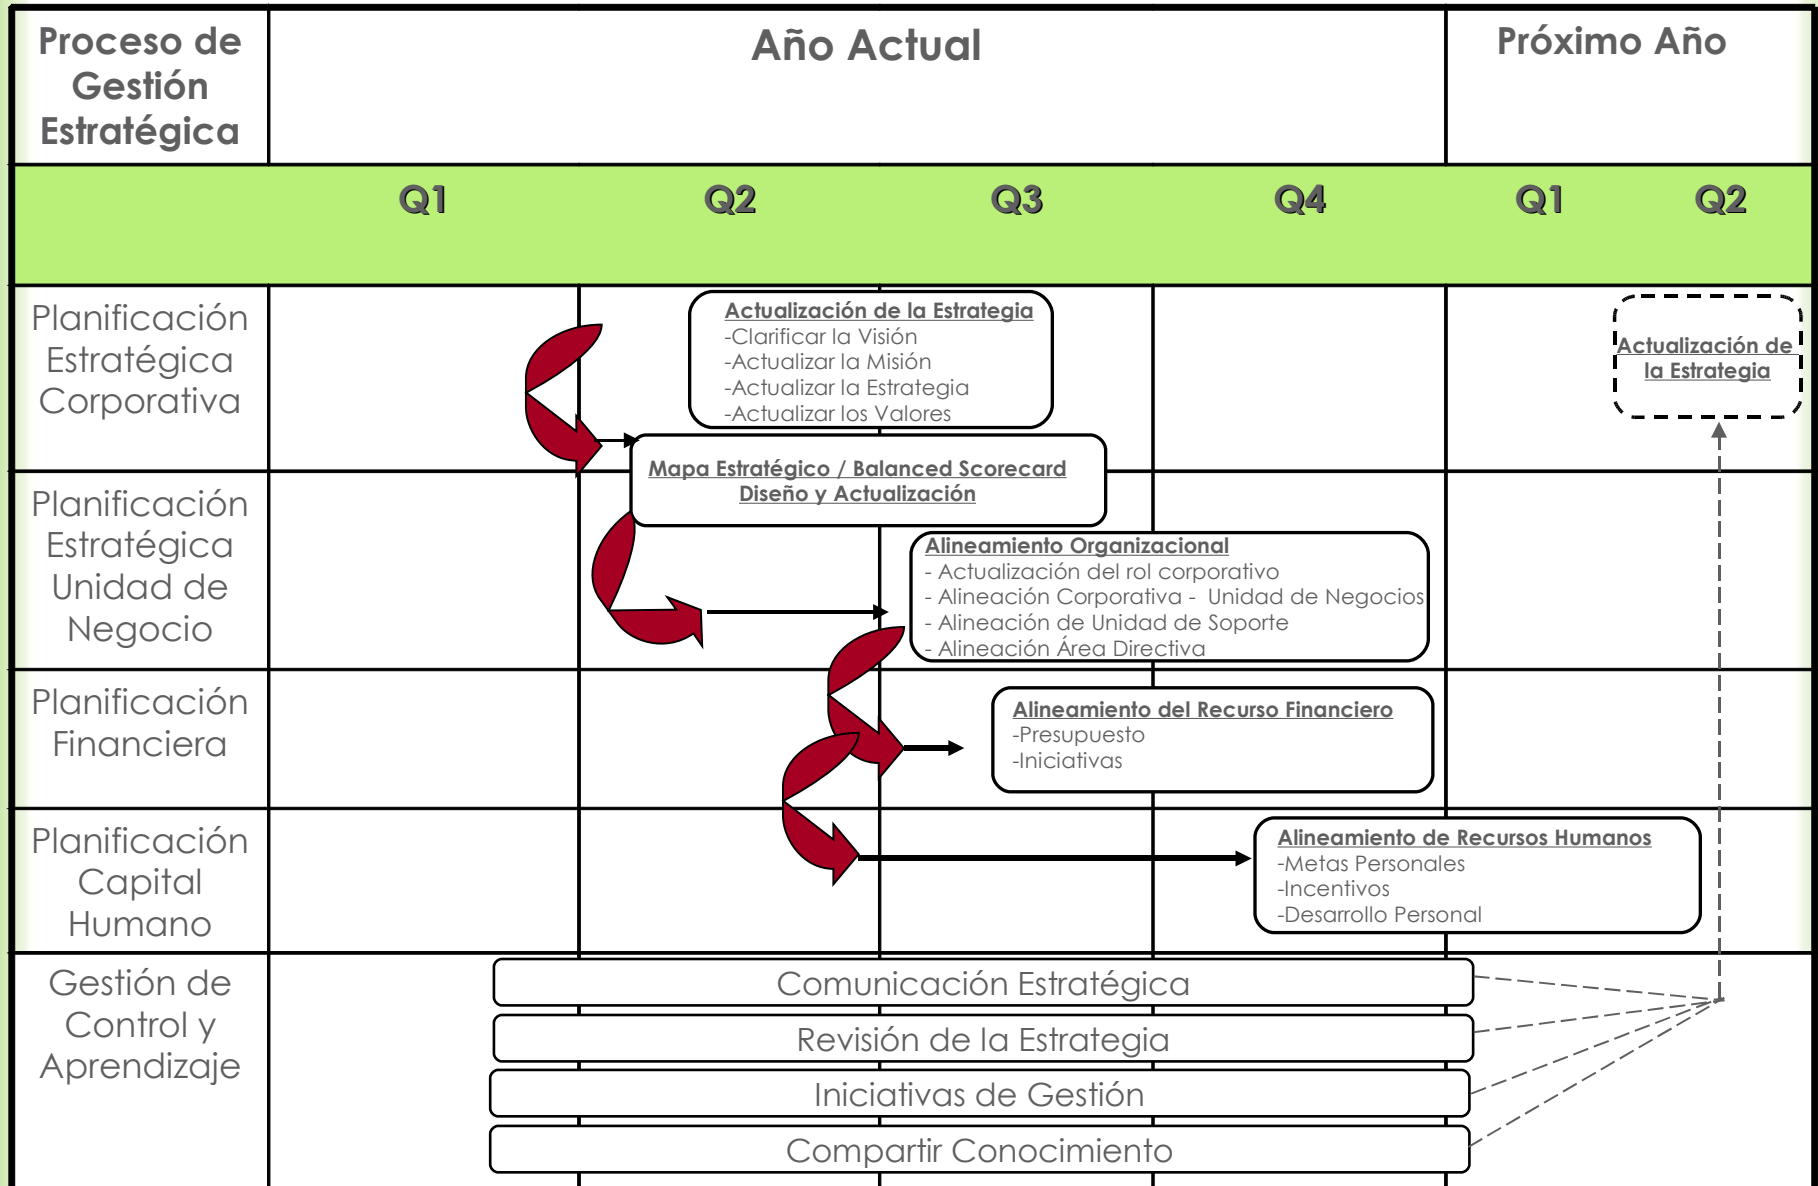 Proceso de
Gestión
Estratégica
Año Actual
Próximo Año
Q1
Q2
Q3
Q4
Q1
Q2
Planificación
Estratégica
Corporativa
Actualización de la Estrategia
-Clarificar la Visión
-Actualizar la Misión
-Actualizar la Estrategia
-Actualizar los Valores
Actualización de
la Estrategia
Mapa Estratégico / Balanced Scorecard
Diseño y Actualización
Planificación
Estratégica
Unidad de
Negocio
Alineamiento Organizacional
- Actualización del rol corporativo
- Alineación Corporativa - Unidad de Negocios
- Alineación de Unidad de Soporte
- Alineación Área Directiva
Planificación
Financiera
Alineamiento del Recurso Financiero
-Presupuesto
-Iniciativas
Planificación
Capital
Humano
Alineamiento de Recursos Humanos
-Metas Personales
-Incentivos
-Desarrollo Personal
Gestión de
Control y
Aprendizaje
Comunicación Estratégica
Revisión de la Estrategia
Iniciativas de Gestión
Compartir Conocimiento